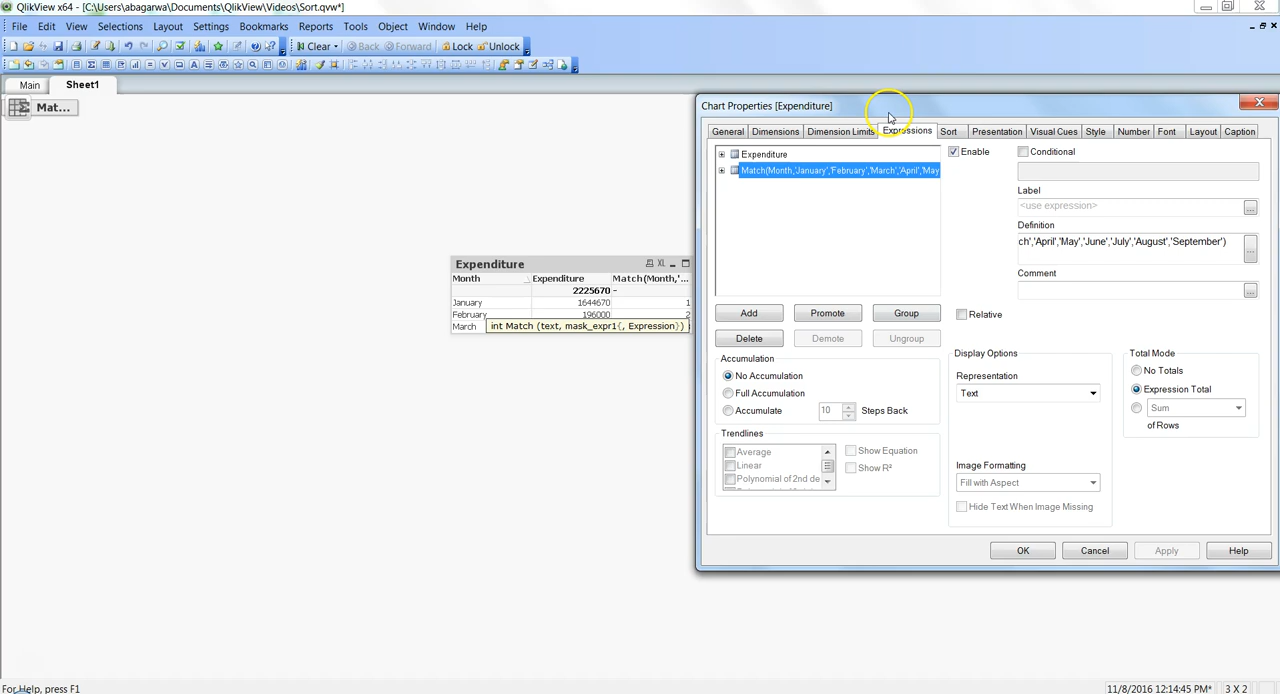 QlikView x64 - [C:\Users\abagarwa\Documents\QlikView\Videos\Sort.qvw*]
File Edit View Selections Layout Settings Bookmarks Reports Tools Object Window Help
Clear Back Forward Lock Unlock
Main Sheet1
Mat...
Chart Properties [Expenditure]
General Dimensions Dimension Limits Expressions Sort Presentation Visual Cues Style Number Font Layout Caption
Expenditure
Match(Month,'January','February','March','April','May
Enable
Conditional
Label
<use expression>
...
Definition
ch','April','May','June','July','August','September')
...
Comment
...
Expenditure XL
Month Expenditure Match(Month,'...
2225670 -
January 1644670 1
February 196000 2
March
int Match (text, mask_expr1{, Expression})
Add Promote Group
Delete Demote Ungroup
Relative
Accumulation
No Accumulation
Full Accumulation
Accumulate 10 Steps Back
Trendlines
Average
Linear
Polynomial of 2nd de
Show Equation
Show R²
Display Options
Representation
Text
Image Formatting
Fill with Aspect
Hide Text When Image Missing
Total Mode
No Totals
Expression Total
Sum
of Rows
OK Cancel Apply Help
For Help, press F1
11/8/2016 12:14:45 PM* 3 X 2